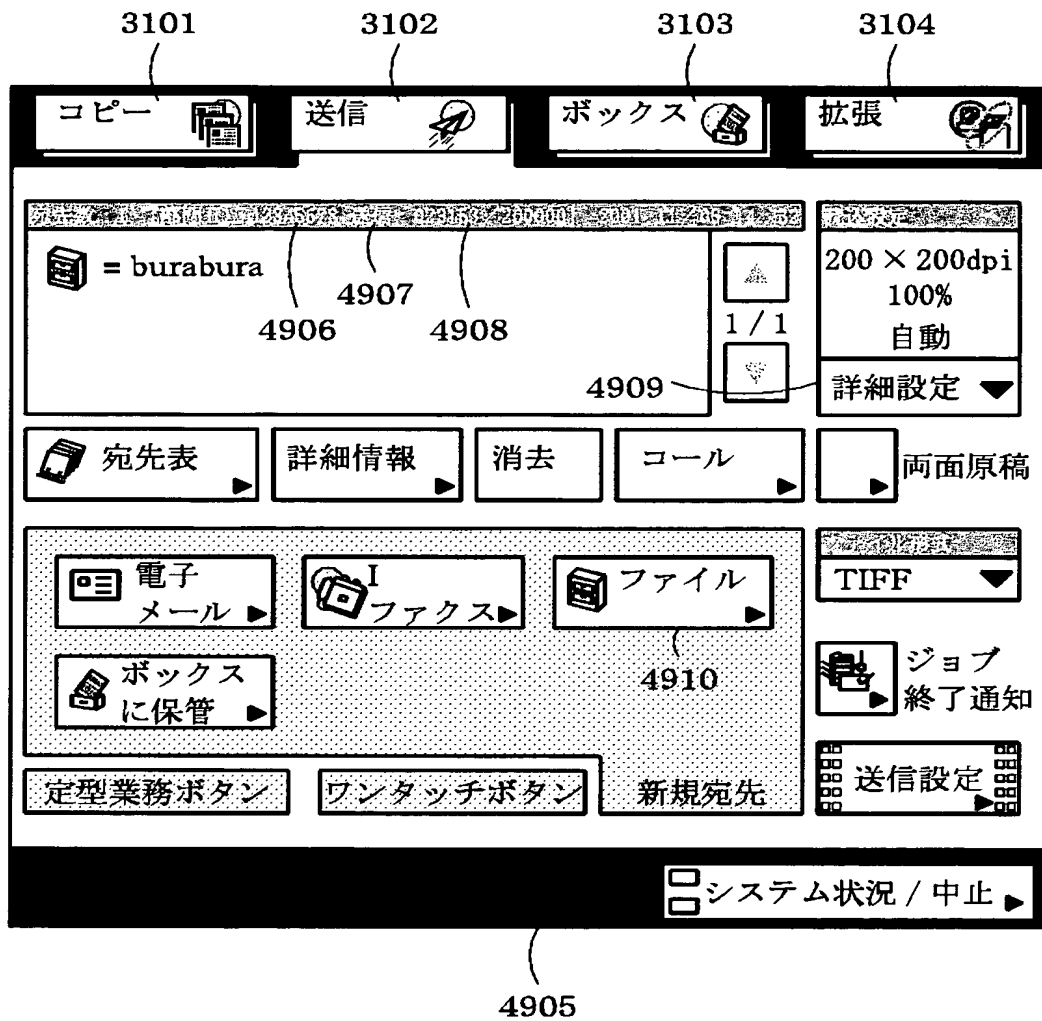 3101 3102 3103 3104
コピー 送信 ボックス 拡張
= burabura
4906 4907 4908
1 / 1
200 × 200dpi
100%
自動
4909
詳細設定
宛先表 詳細情報 消去 コール 両面原稿
電子
メール
I
ファクス
ファイル
TIFF
4910
ボックス
に保管
ジョブ
終了通知
定型業務ボタン ワンタッチボタン 新規宛先
送信設定
システム状況 / 中止
4905